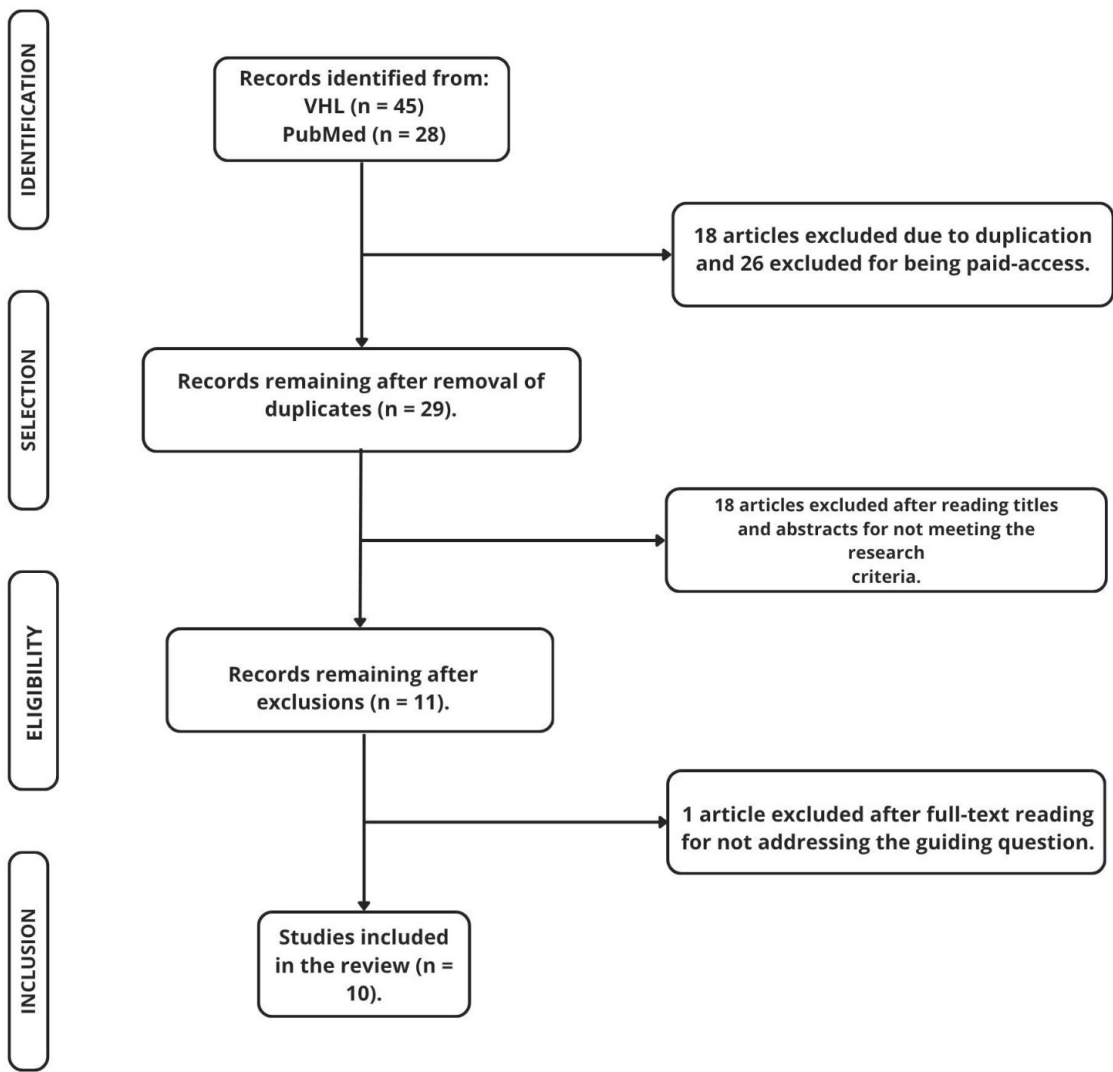 IDENTIFICATION
Records identified from:
VHL (n = 45)
PubMed (n = 28)
18 articles excluded due to duplication
and 26 excluded for being paid-access.
SELECTION
Records remaining after removal of
duplicates (n = 29).
18 articles excluded after reading titles
and abstracts for not meeting the
research
criteria.
ELIGIBILITY
Records remaining after
exclusions (n = 11).
1 article excluded after full-text reading
for not addressing the guiding question.
INCLUSION
Studies included
in the review (n =
10).